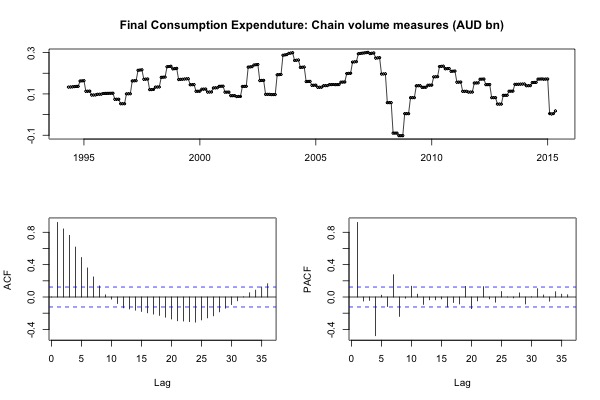 Final Consumption Expenduture: Chain volume measures (AUD bn)
0.3
0.1
-0.1
1995 2000 2005 2010 2015
ACF
0.8
0.4
0.0
-0.4
0 5 10 15 20 25 30 35
Lag
PACF
0.8
0.4
0.0
-0.4
0 5 10 15 20 25 30 35
Lag